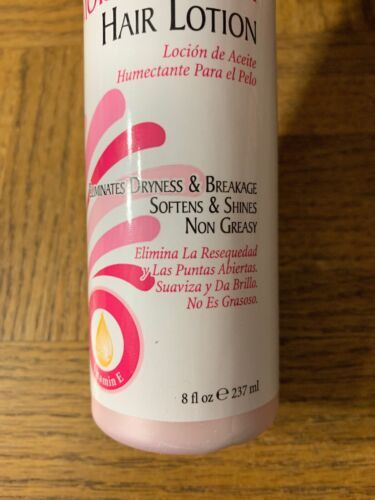 HAIR LOTION
Loción de Aceite
Humectante Para el Pelo
ELIMINATES DRYNESS & BREAKAGE
SOFTENS & SHINES
NON GREASY
Elimina La Resequedad
y Las Puntas Abiertas.
Suaviza y Da Brillo.
No Es Grasoso.
8 fl oz ℮ 237 ml